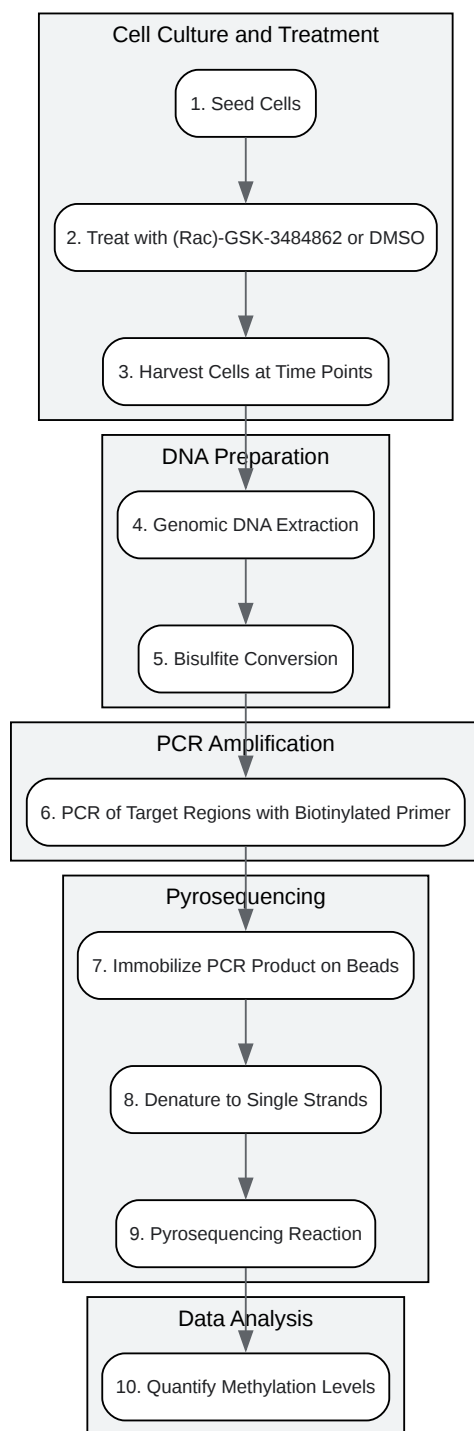 Cell Culture and Treatment
1. Seed Cells
2. Treat with (Rac)-GSK-3484862 or DMSO
3. Harvest Cells at Time Points
DNA Preparation
4. Genomic DNA Extraction
5. Bisulfite Conversion
PCR Amplification
6. PCR of Target Regions with Biotinylated Primer
Pyrosequencing
7. Immobilize PCR Product on Beads
8. Denature to Single Strands
9. Pyrosequencing Reaction
Data Analysis
10. Quantify Methylation Levels